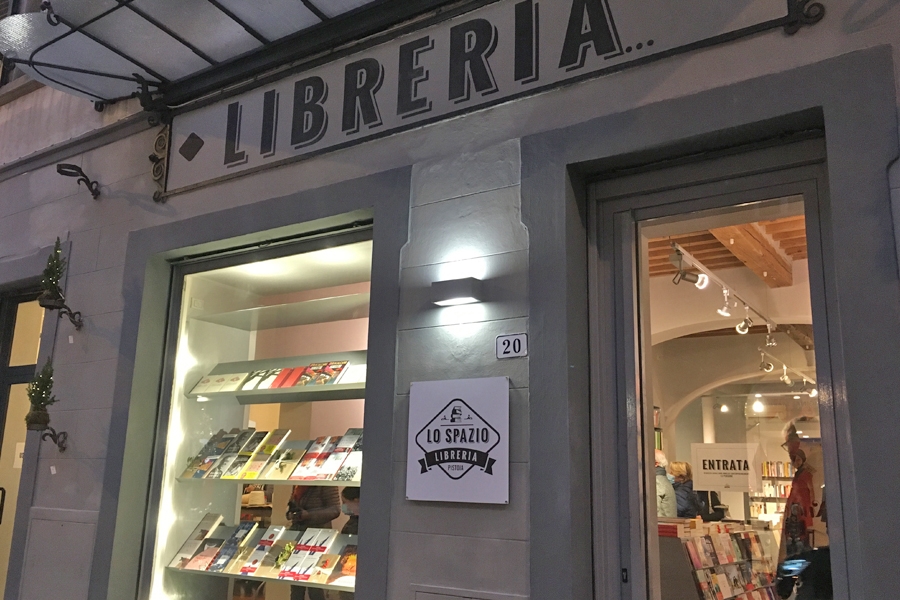 LIBRERIA...
20
LO SPAZIO
LIBRERIA
PISTOIA
ENTRATA